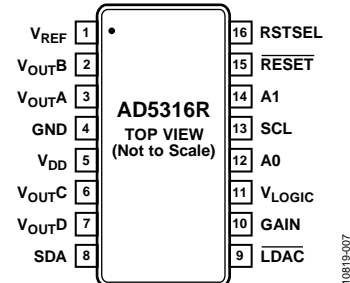 VREF 1
VOUTB 2
VOUTA 3
GND 4
VDD 5
VOUTC 6
VOUTD 7
SDA 8
AD5316R
TOP VIEW
(Not to Scale)
16 RSTSEL
15 RESET
14 A1
13 SCL
12 A0
11 VLOGIC
10 GAIN
9 LDAC
10819-007